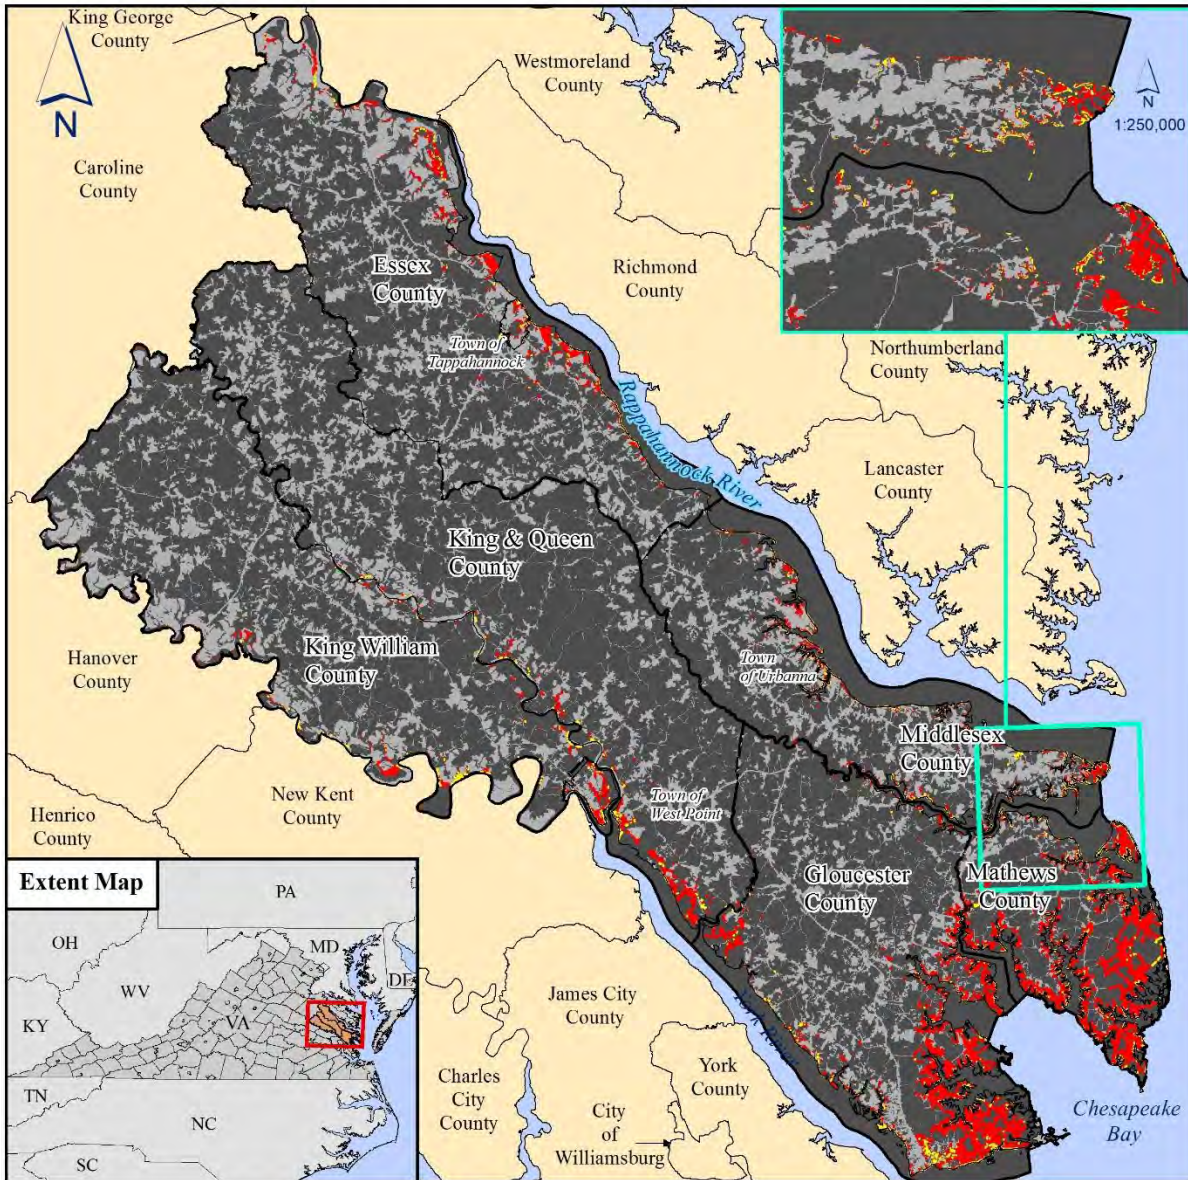 King George
County
N
Westmoreland
County
N
1:250,000
Caroline
County
Essex
County
Richmond
County
Town of
Tappahannock
Northumberland
County
Rappahannock River
Lancaster
County
King & Queen
County
King William
County
Hanover
County
Town
of Urbanna
Middlesex
County
New Kent
County
Town of
West Point
Henrico
County
Gloucester
County
Mathews
County
Extent Map
PA
OH
MD
DE
WV
KY
VA
TN
NC
SC
James City
County
York River
York
County
Charles
City
County
City
of
Williamsburg
Chesapeake
Bay